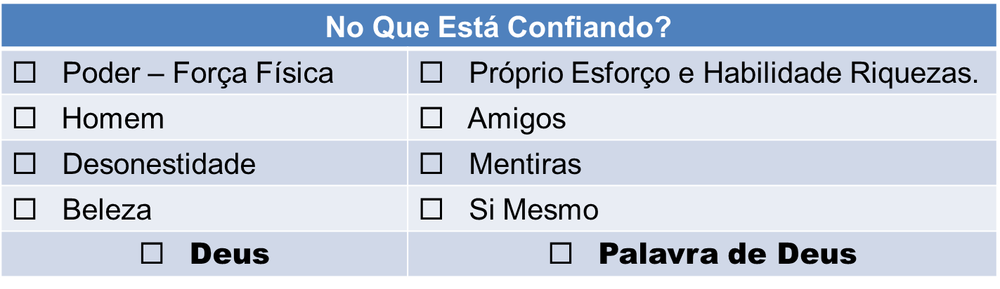 No Que Está Confiando?
☐ Poder – Força Física
☐ Próprio Esforço e Habilidade Riquezas.
☐ Homem
☐ Amigos
☐ Desonestidade
☐ Mentiras
☐ Beleza
☐ Si Mesmo
☐ Deus
☐ Palavra de Deus